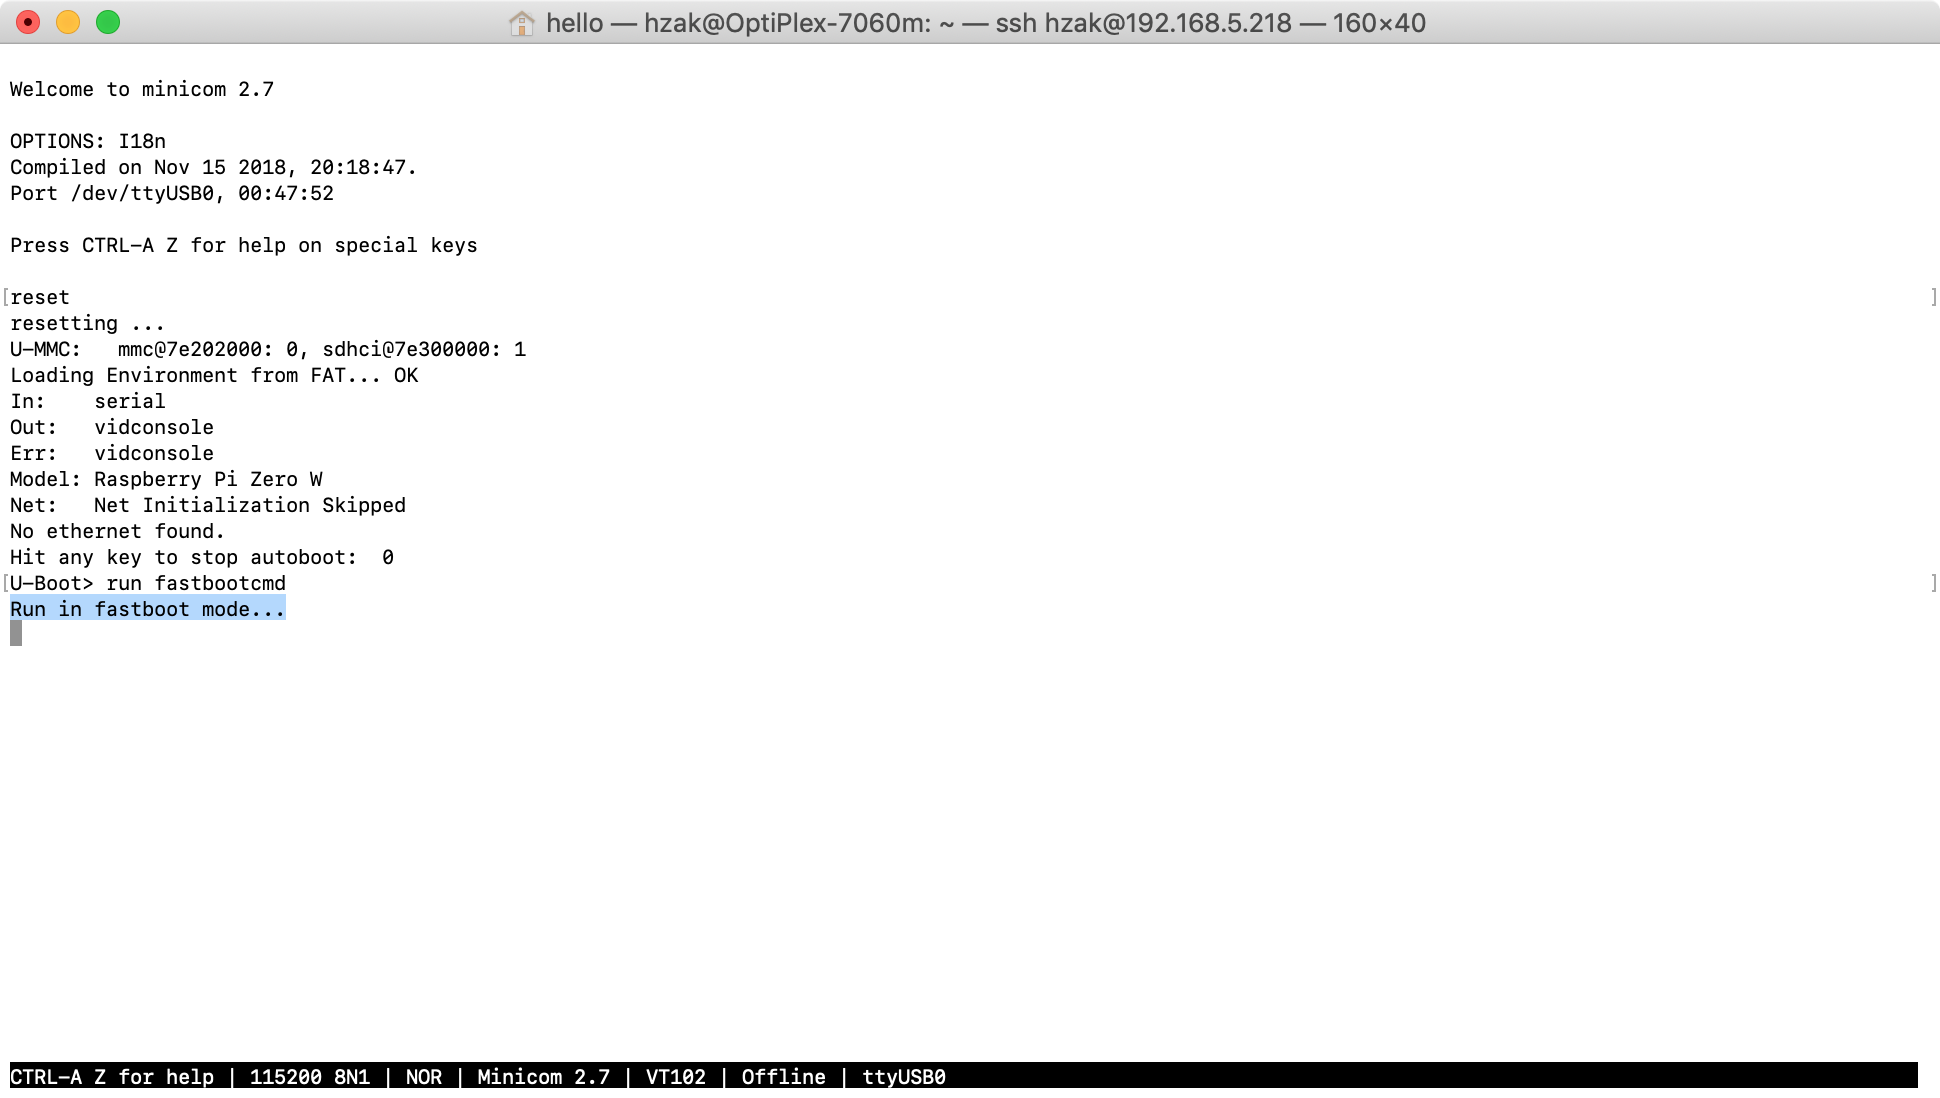 hello — hzak@OptiPlex-7060m: ~ — ssh hzak@192.168.5.218 — 160×40
Welcome to minicom 2.7
OPTIONS: I18n
Compiled on Nov 15 2018, 20:18:47.
Port /dev/ttyUSB0, 00:47:52
Press CTRL-A Z for help on special keys
[reset ]
resetting ...
U-MMC:   mmc@7e202000: 0, sdhci@7e300000: 1
Loading Environment from FAT... OK
In:    serial
Out:   vidconsole
Err:   vidconsole
Model: Raspberry Pi Zero W
Net:   Net Initialization Skipped
No ethernet found.
Hit any key to stop autoboot:  0
[U-Boot> run fastbootcmd ]
Run in fastboot mode...
CTRL-A Z for help | 115200 8N1 | NOR | Minicom 2.7 | VT102 | Offline | ttyUSB0